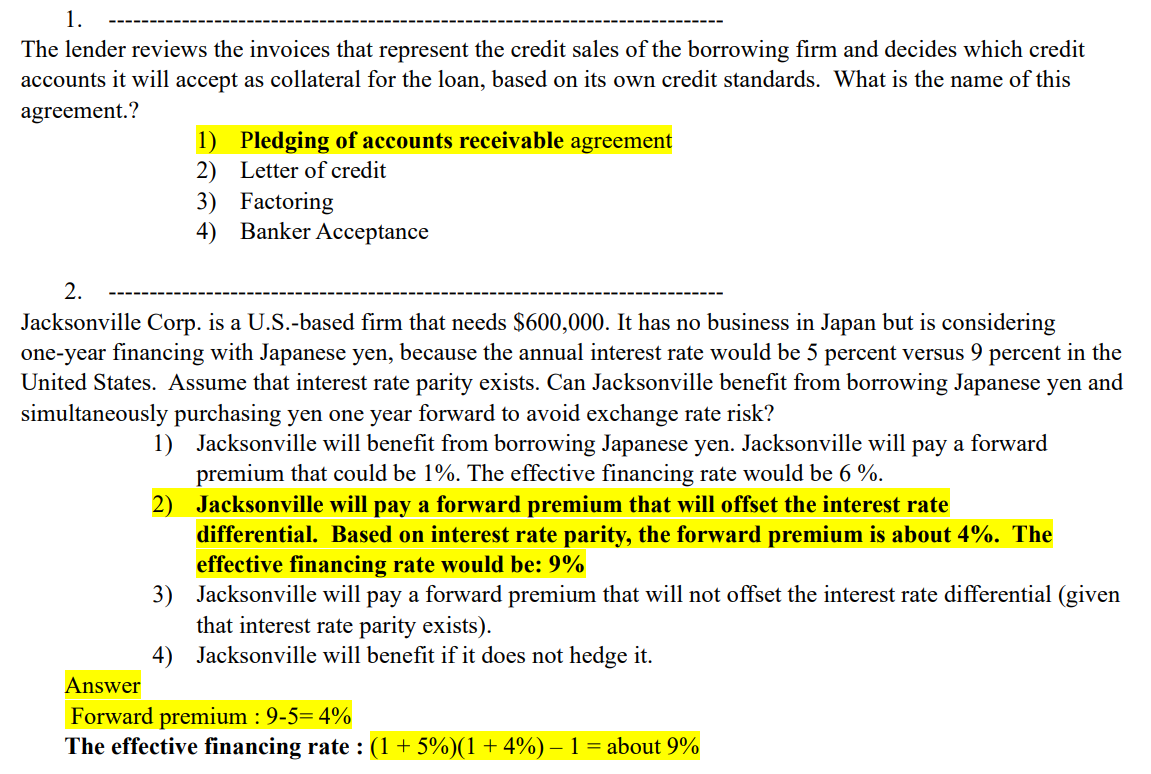 1. ---------------------------------------------------------------------------
The lender reviews the invoices that represent the credit sales of the borrowing firm and decides which credit
accounts it will accept as collateral for the loan, based on its own credit standards. What is the name of this
agreement.?
1) Pledging of accounts receivable agreement
2) Letter of credit
3) Factoring
4) Banker Acceptance
2. ---------------------------------------------------------------------------
Jacksonville Corp. is a U.S.-based firm that needs $600,000. It has no business in Japan but is considering
one-year financing with Japanese yen, because the annual interest rate would be 5 percent versus 9 percent in the
United States. Assume that interest rate parity exists. Can Jacksonville benefit from borrowing Japanese yen and
simultaneously purchasing yen one year forward to avoid exchange rate risk?
1) Jacksonville will benefit from borrowing Japanese yen. Jacksonville will pay a forward
premium that could be 1%. The effective financing rate would be 6 %.
2) Jacksonville will pay a forward premium that will offset the interest rate
differential. Based on interest rate parity, the forward premium is about 4%. The
effective financing rate would be: 9%
3) Jacksonville will pay a forward premium that will not offset the interest rate differential (given
that interest rate parity exists).
4) Jacksonville will benefit if it does not hedge it.
Answer
Forward premium : 9-5= 4%
The effective financing rate : (1 + 5%)(1 + 4%) – 1 = about 9%